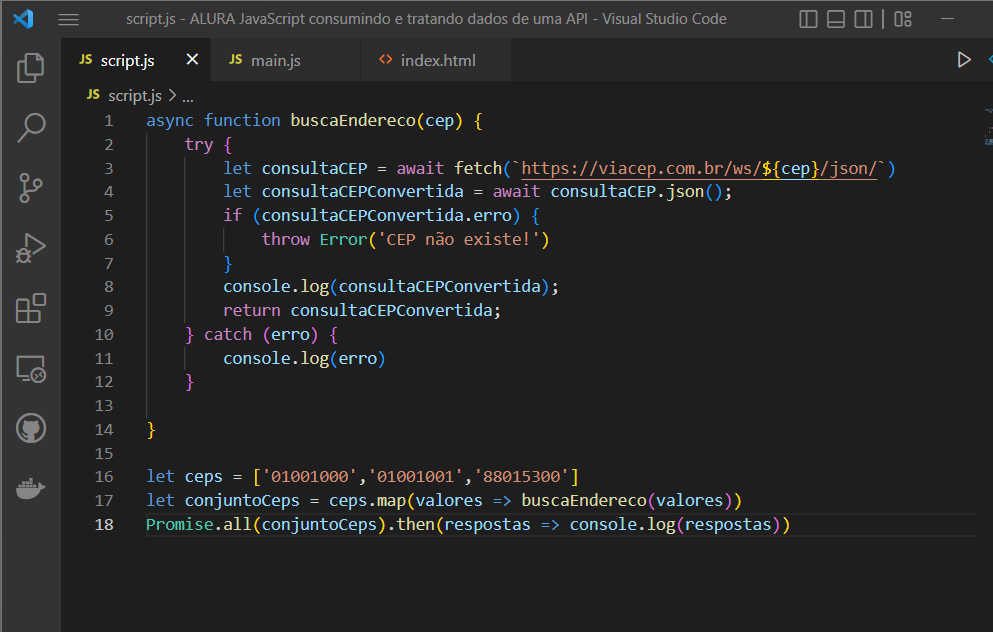 script.js - ALURA JavaScript consumindo e tratando dados de uma API - Visual Studio Code
JS script.js × JS main.js <> index.html
JS script.js > ...
1 async function buscaEndereco(cep) {
2     try {
3         let consultaCEP = await fetch(`https://viacep.com.br/ws/${cep}/json/`)
4         let consultaCEPConvertida = await consultaCEP.json();
5         if (consultaCEPConvertida.erro) {
6             throw Error('CEP não existe!')
7         }
8         console.log(consultaCEPConvertida);
9         return consultaCEPConvertida;
10     } catch (erro) {
11         console.log(erro)
12     }
13
14 }
15
16 let ceps = ['01001000','01001001','88015300']
17 let conjuntoCeps = ceps.map(valores => buscaEndereco(valores))
18 Promise.all(conjuntoCeps).then(respostas => console.log(respostas))